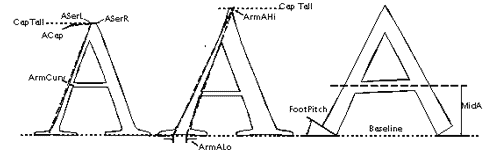 ASerL
ASerR
CapTall
ACap
ArmCurv
Cap Tall
ArmAHi
ArmALo
FootPitch
MidA
Baseline